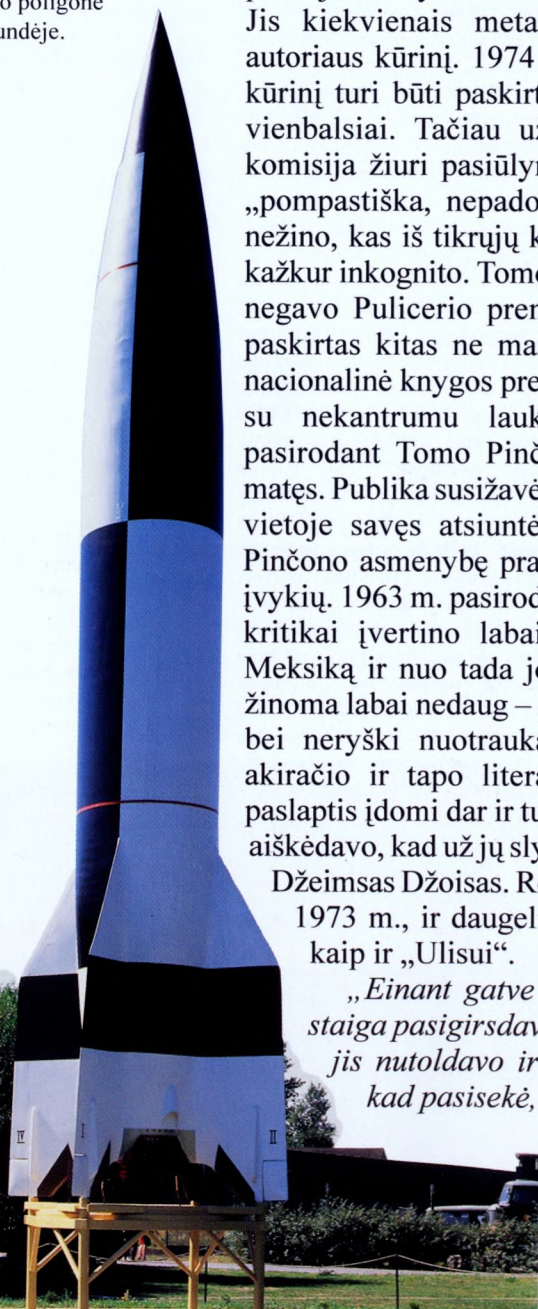 o poligone
undėje.
Jis kiekvienais meta
autoriaus kūrinį. 1974
kūrinį turi būti paskirt
vienbalsiai. Tačiau už
komisija žiuri pasiūlyn
„pompastiška, nepado
nežino, kas iš tikrųjų k
kažkur inkognito. Tomo
negavo Pulicerio prem
paskirtas kitas ne ma
nacionalinė knygos pre
su nekantrumu lauk
pasirodant Tomo Pinč
matęs. Publika susižavė
vietoje savęs atsiuntė
Pinčono asmenybę pra
įvykių. 1963 m. pasirod
kritikai įvertino labai
Meksiką ir nuo tada jo
žinoma labai nedaug –
bei neryški nuotrauka
akiračio ir tapo litera
paslaptis įdomi dar ir tu
aiškėdavo, kad už jų sly
Džeimsas Džoisas. Ro
1973 m., ir daugeli
kaip ir „Ulisui“.
„Einant gatve
staiga pasigirsdav
jis nutoldavo ir
kad pasisekė,
IV I II